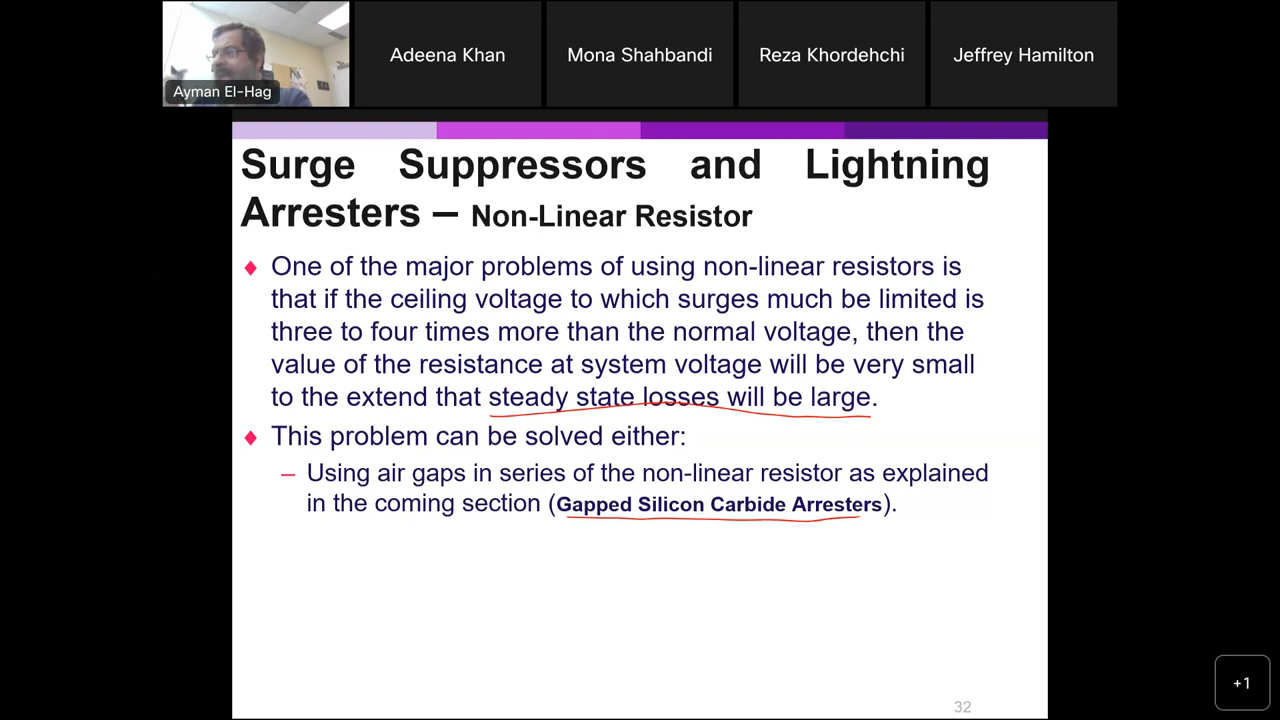 Adeena Khan
Mona Shahbandi
Reza Khordehchi
Jeffrey Hamilton
Ayman El-Hag
Surge Suppressors and Lightning
Arresters – Non-Linear Resistor
One of the major problems of using non-linear resistors is
that if the ceiling voltage to which surges much be limited is
three to four times more than the normal voltage, then the
value of the resistance at system voltage will be very small
to the extend that steady state losses will be large.
This problem can be solved either:
– Using air gaps in series of the non-linear resistor as explained
in the coming section (Gapped Silicon Carbide Arresters).
+1
32